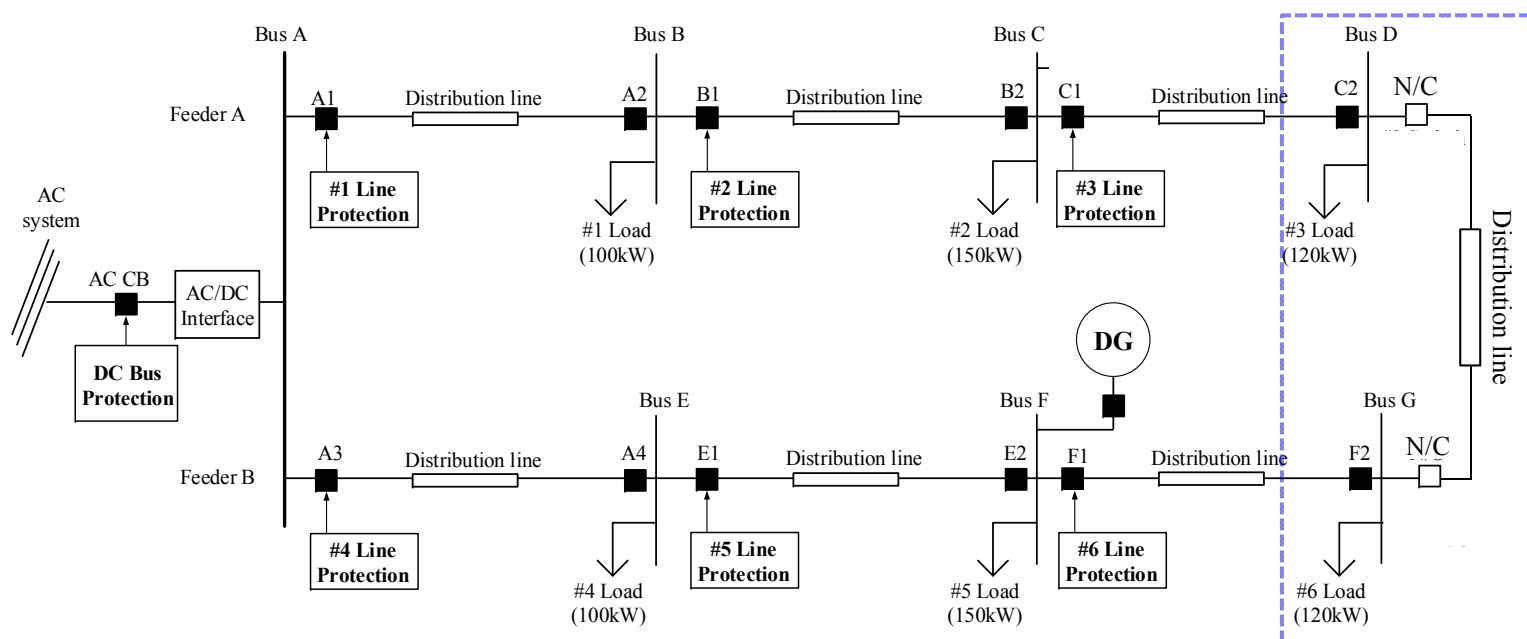 Bus A
Bus B
Bus C
Bus D
A1
Distribution line
A2
B1
Distribution line
B2
C1
Distribution line
C2
N/C
Feeder A
#1 Line
Protection
#2 Line
Protection
#3 Line
Protection
#1 Load
(100kW)
#2 Load
(150kW)
#3 Load
(120kW)
AC
system
AC CB
AC/DC
Interface
DC Bus
Protection
DG
Distribution line
Bus E
Bus F
Bus G
A3
Distribution line
A4
E1
Distribution line
E2
F1
Distribution line
F2
N/C
Feeder B
#4 Line
Protection
#5 Line
Protection
#6 Line
Protection
#4 Load
(100kW)
#5 Load
(150kW)
#6 Load
(120kW)